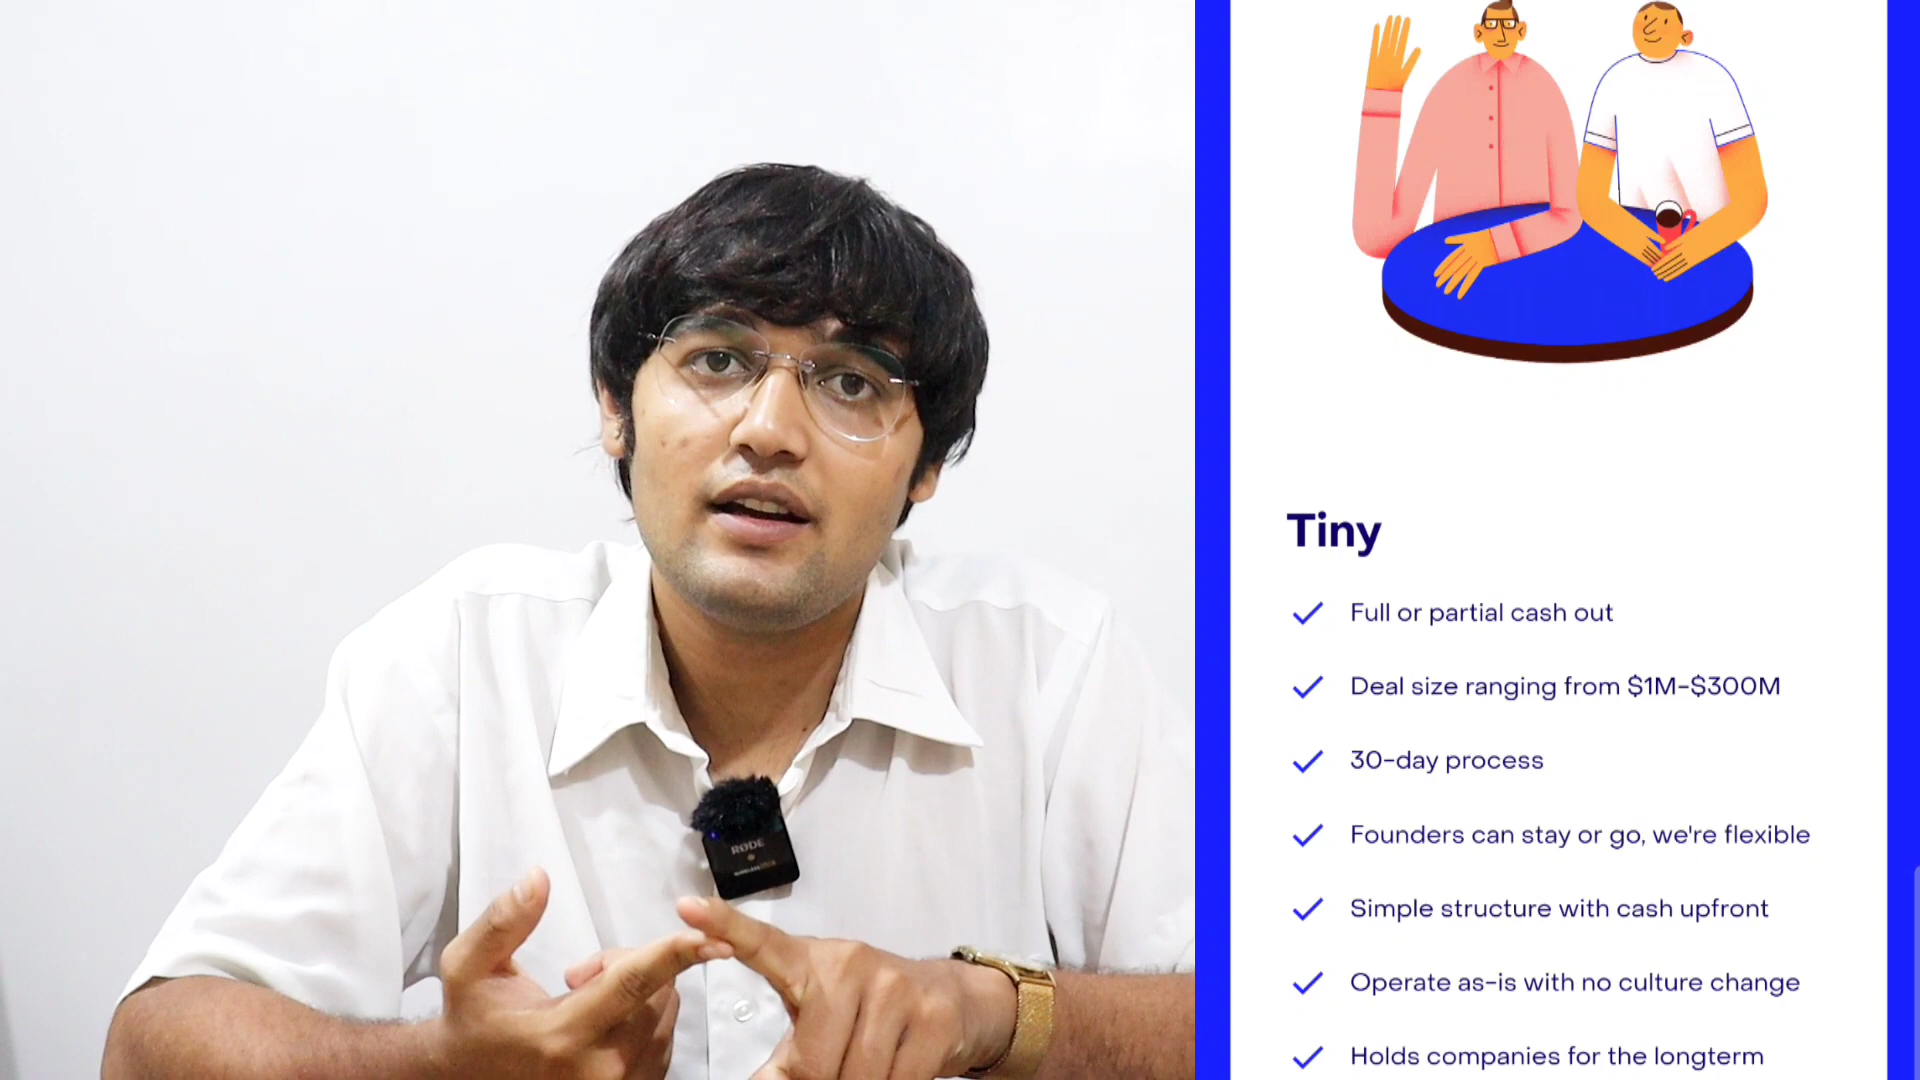 RØDE
Tiny
Full or partial cash out
Deal size ranging from $1M–$300M
30-day process
Founders can stay or go, we're flexible
Simple structure with cash upfront
Operate as-is with no culture change
Holds companies for the longterm